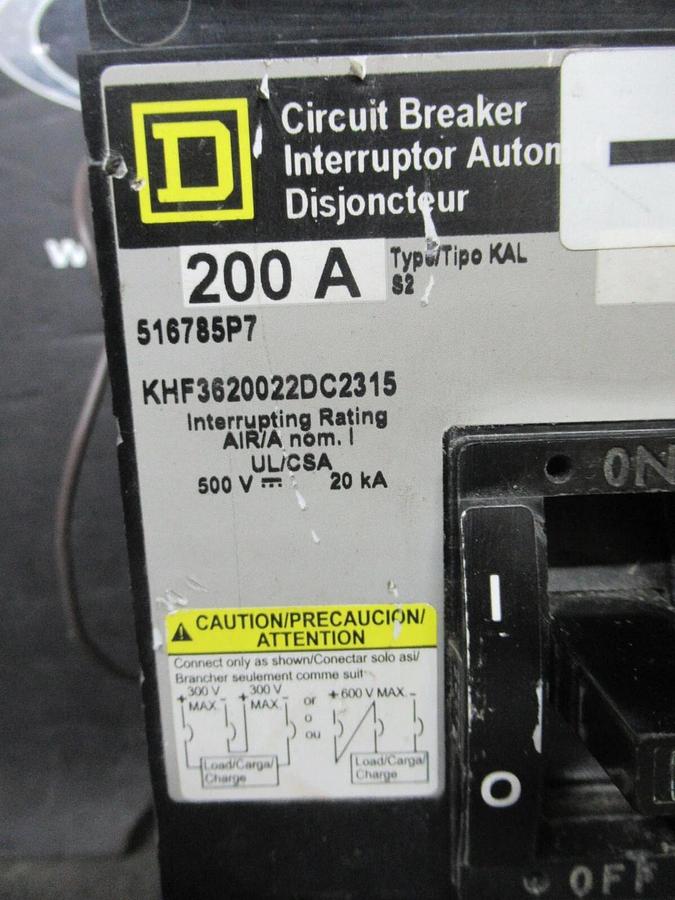 D
Circuit Breaker
Interruptor Autom
Disjoncteur
200 A
Type/Tipo KAL
S2
516785P7
KHF3620022DC2315
Interrupting Rating
AIR/A nom. I
UL/CSA
500 V ⎓ 20 kA
ON
I
O
OFF
CAUTION/PRECAUCION/
ATTENTION
Connect only as shown/Conectar solo asi/
Brancher seulement comme suit
+ 300 V - + 300 V - or + 600 V MAX. -
MAX. MAX. o
ou
Load/Carga/ Load/Carga/
Charge Charge
w